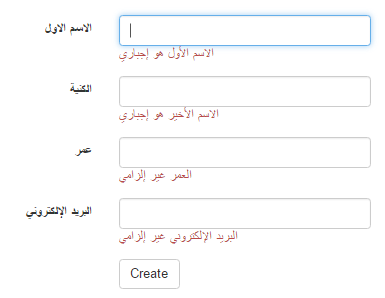 الاسم الاول
الاسم الأول هو إجباري
الكنية
الاسم الأخير هو إجباري
عمر
العمر غير إلزامي
البريد الإلكتروني
البريد الإلكتروني غير إلزامي
Create